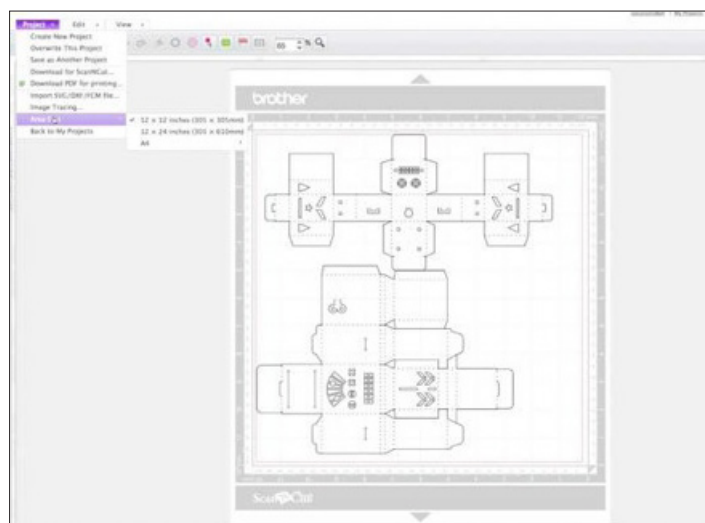 Project Edit View
Create New Project
Overwrite This Project
Save as Another Project
Download for ScanNCut...
Download PDF for printing...
Import SVG/DXF/FCM file...
Image Tracing...
Area
Back to My Projects
12 x 12 inches (305 x 305mm)
12 x 24 inches (305 x 610mm)
A4
%
brother
ScanNCut